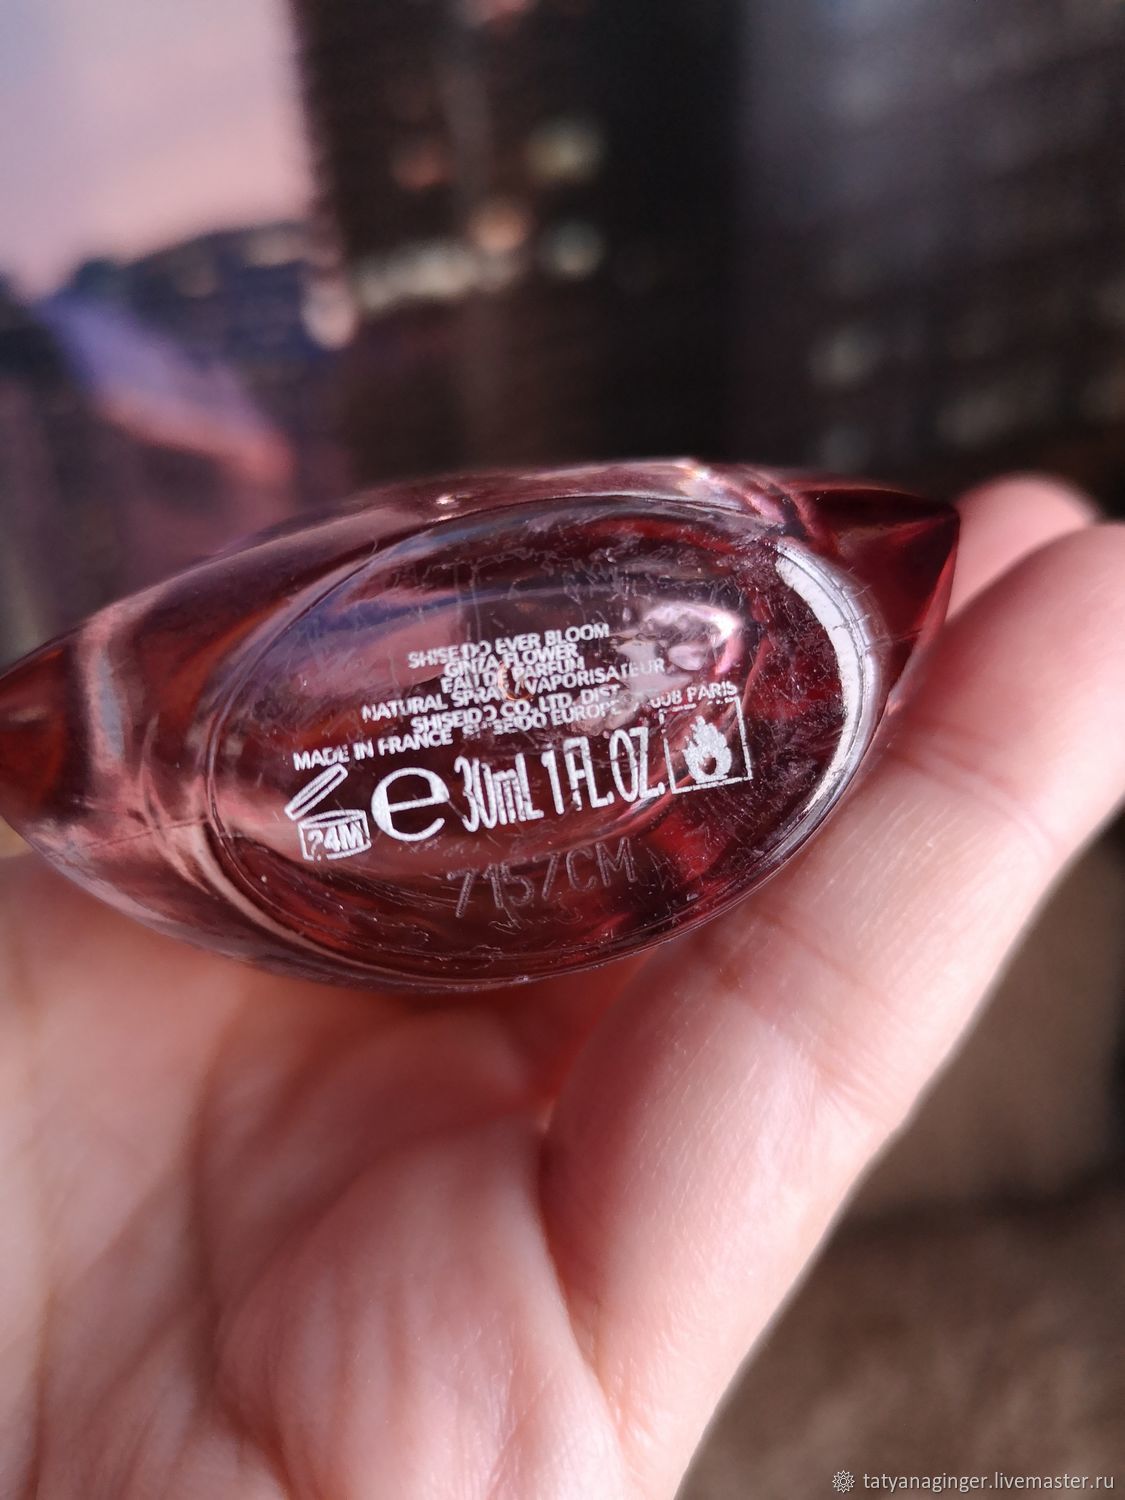 SHISEIDO EVER BLOOM
GINZA FLOWER
EAU DE PARFUM
NATURAL SPRAY VAPORISATEUR
SHISEIDO CO., LTD. DIST.
MADE IN FRANCE SHISEIDO EUROPE PARIS
24M e 30mL 1 FL.OZ.
7157CM
tatyanaginger.livemaster.ru